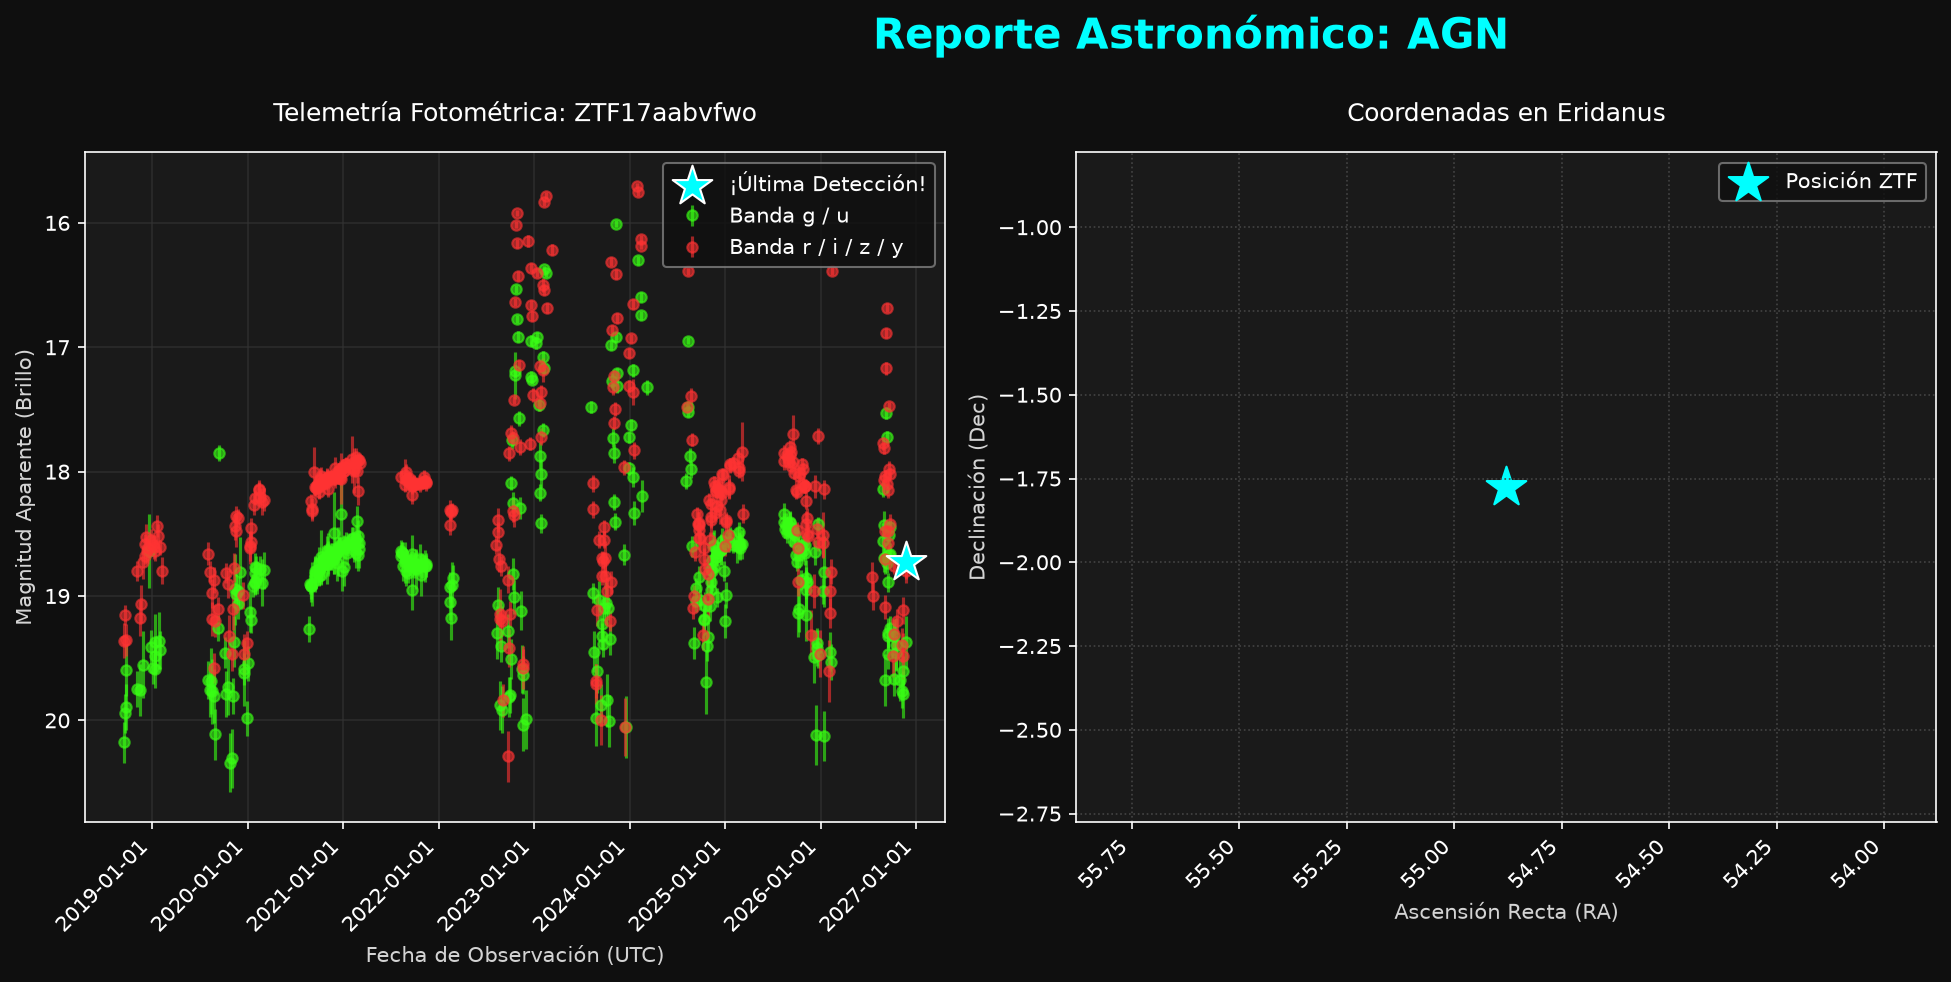 Reporte Astronómico: AGN
Telemetría Fotométrica: ZTF17aabvfwo
¡Última Detección!
Banda g / u
Banda r / i / z / y
Magnitud Aparente (Brillo)
16
17
18
19
20
2019-01-01
2020-01-01
2021-01-01
2022-01-01
2023-01-01
2024-01-01
2025-01-01
2026-01-01
2027-01-01
Fecha de Observación (UTC)
Coordenadas en Eridanus
Posición ZTF
Declinación (Dec)
−1.00
−1.25
−1.50
−1.75
−2.00
−2.25
−2.50
−2.75
55.75
55.50
55.25
55.00
54.75
54.50
54.25
54.00
Ascensión Recta (RA)